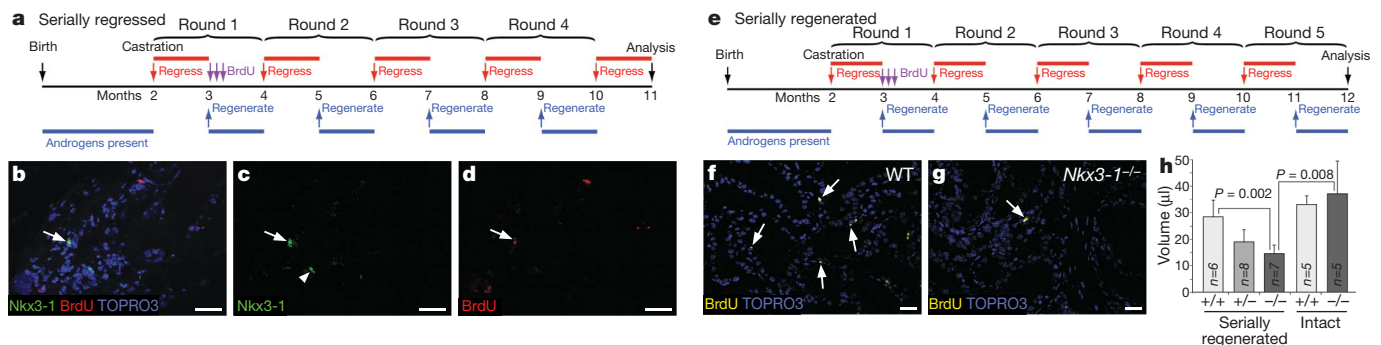 a Serially regressed
Round 1 Round 2 Round 3 Round 4
Birth Castration Analysis
Regress BrdU Regress Regress Regress Regress
Months 2 3 4 5 6 7 8 9 10 11
Regenerate Regenerate Regenerate Regenerate
Androgens present
b
Nkx3-1 BrdU TOPRO3
c
Nkx3-1
d
BrdU
e Serially regenerated
Round 1 Round 2 Round 3 Round 4 Round 5
Birth Castration Analysis
Regress BrdU Regress Regress Regress Regress
Months 2 3 4 5 6 7 8 9 10 11 12
Regenerate Regenerate Regenerate Regenerate Regenerate
Androgens present
f WT
BrdU TOPRO3
g Nkx3-1–/–
BrdU TOPRO3
h
Volume (µl)
50
40
30
20
10
0
P = 0.002
P = 0.008
n=6 n=8 n=7 n=5 n=5
+/+ +/– –/– +/+ –/–
Serially regenerated
Intact